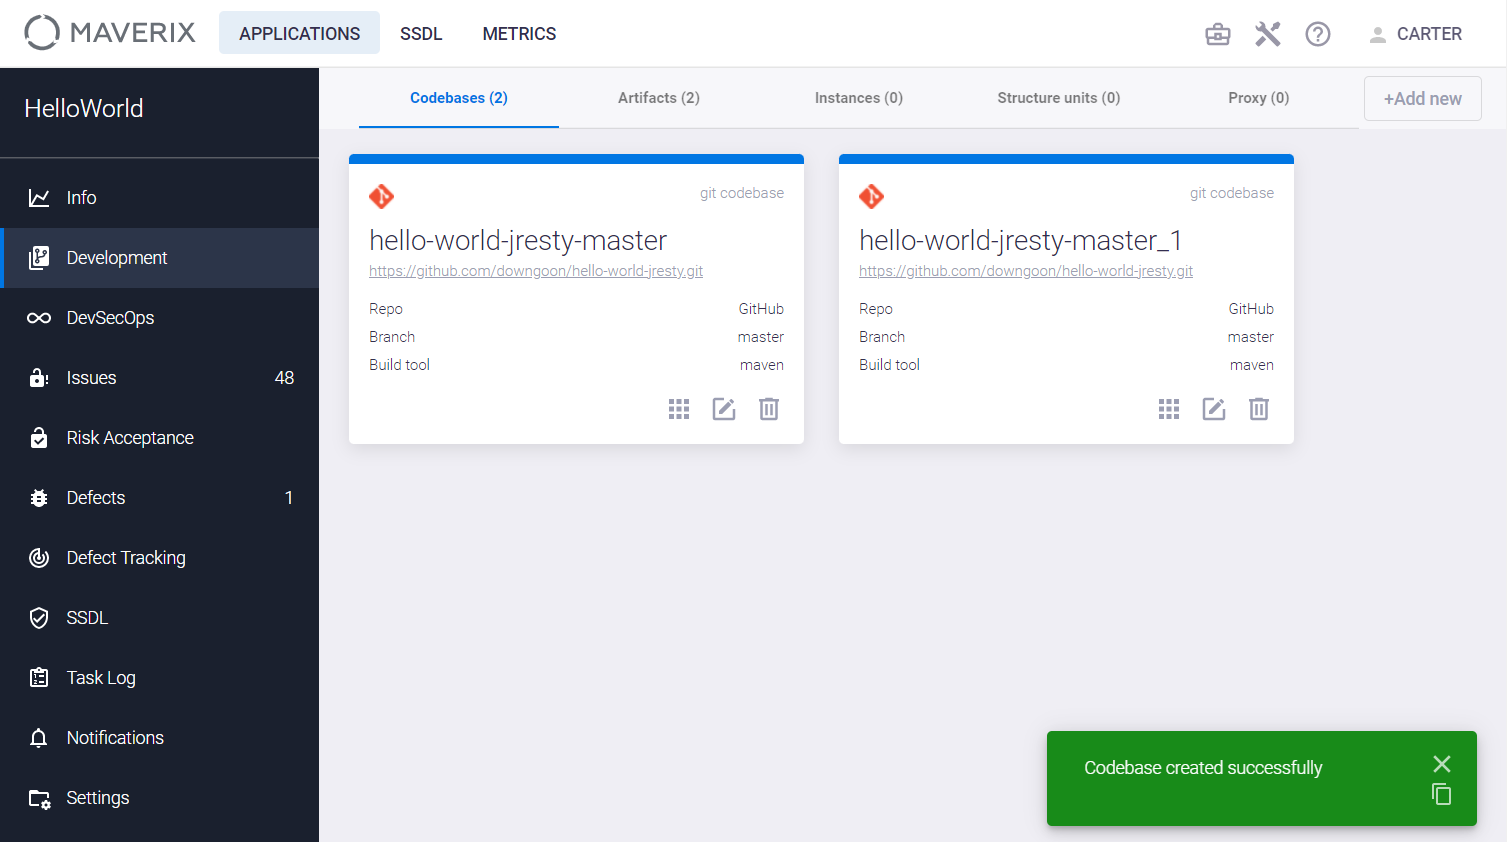 MAVERIX
APPLICATIONS
SSDL
METRICS
CARTER
HelloWorld
Info
Development
DevSecOps
Issues 48
Risk Acceptance
Defects 1
Defect Tracking
SSDL
Task Log
Notifications
Settings
Codebases (2)
Artifacts (2)
Instances (0)
Structure units (0)
Proxy (0)
+Add new
git codebase
hello-world-jresty-master
https://github.com/downgoon/hello-world-jresty.git
Repo GitHub
Branch master
Build tool maven
git codebase
hello-world-jresty-master_1
https://github.com/downgoon/hello-world-jresty.git
Repo GitHub
Branch master
Build tool maven
Codebase created successfully